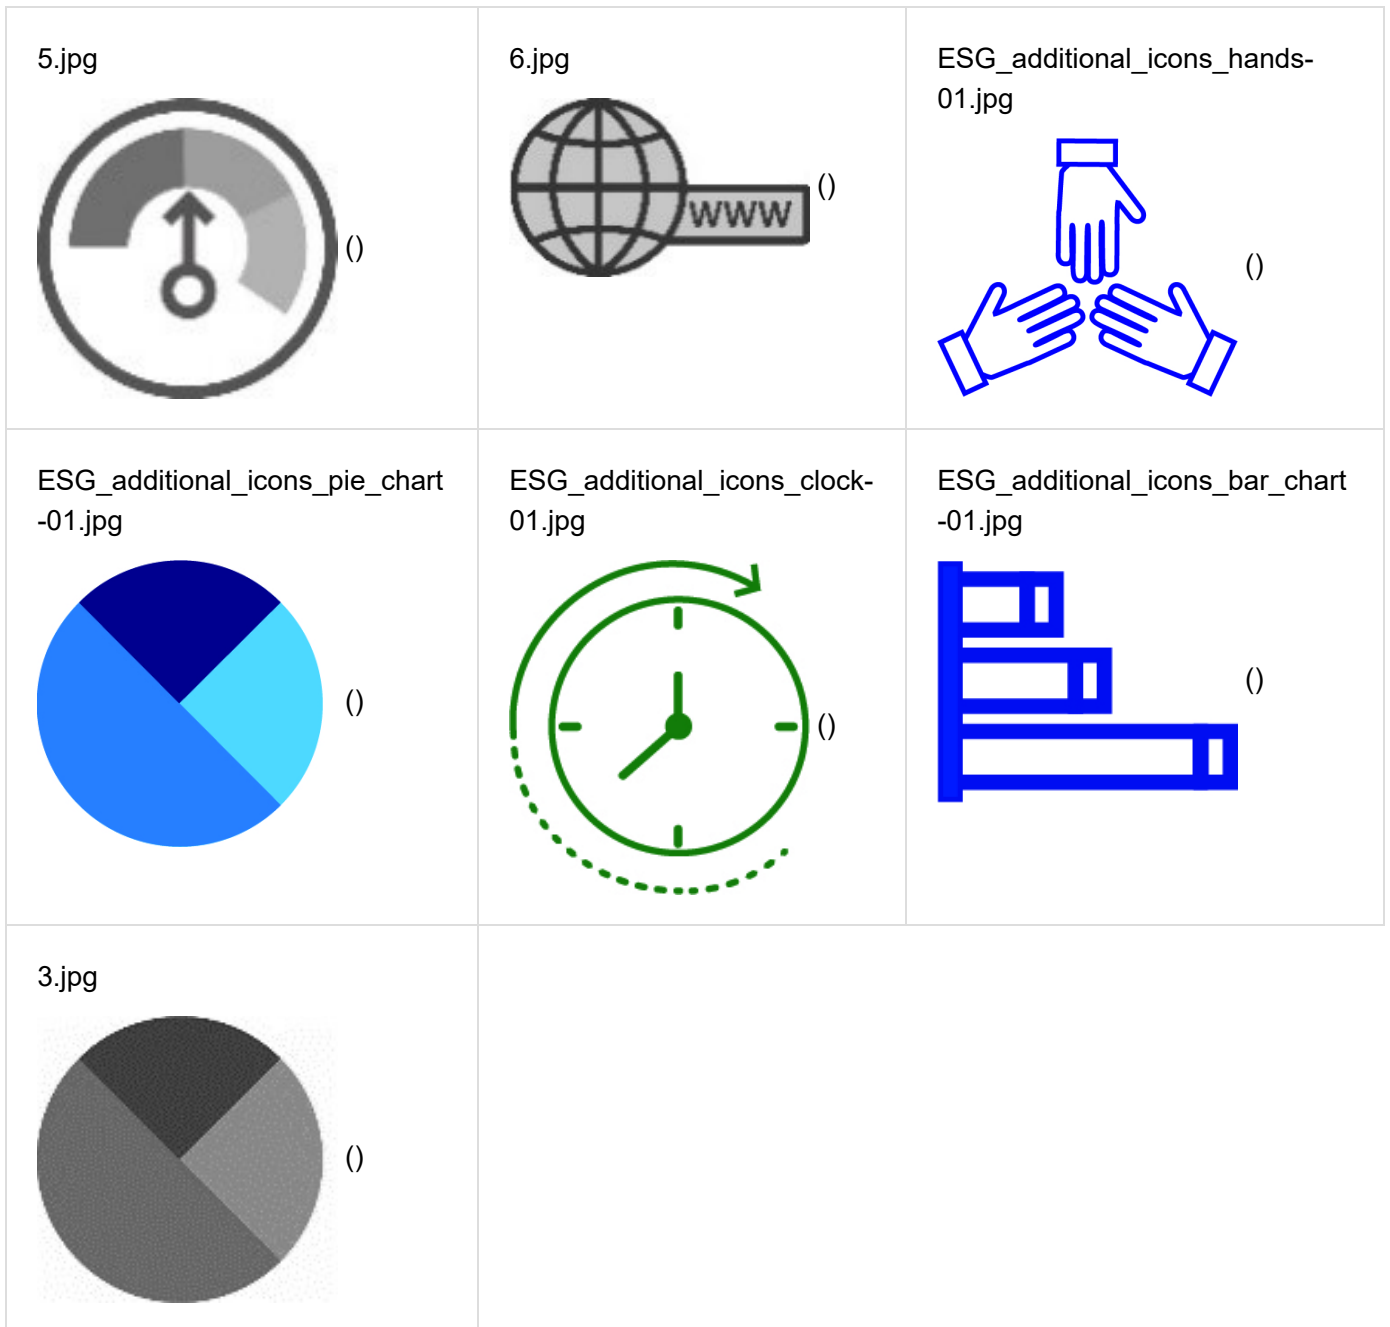 5.jpg
()
6.jpg
WWW
()
ESG_additional_icons_hands-
01.jpg
()
ESG_additional_icons_pie_chart
-01.jpg
()
ESG_additional_icons_clock-
01.jpg
()
ESG_additional_icons_bar_chart
-01.jpg
()
3.jpg
()